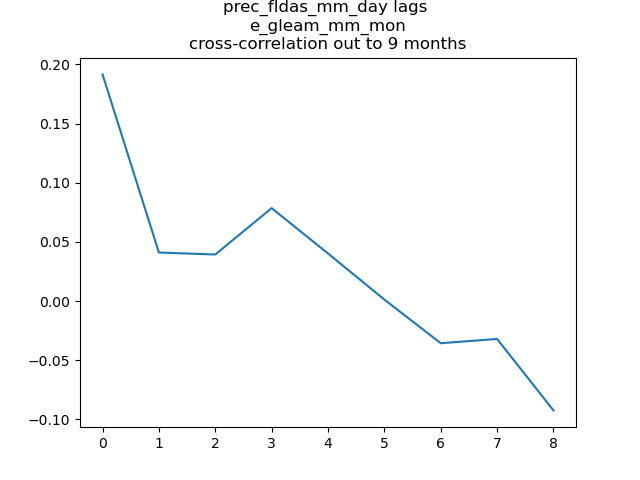 prec_fldas_mm_day lags
e_gleam_mm_mon
cross-correlation out to 9 months
0.20
0.15
0.10
0.05
0.00
−0.05
−0.10
0 1 2 3 4 5 6 7 8